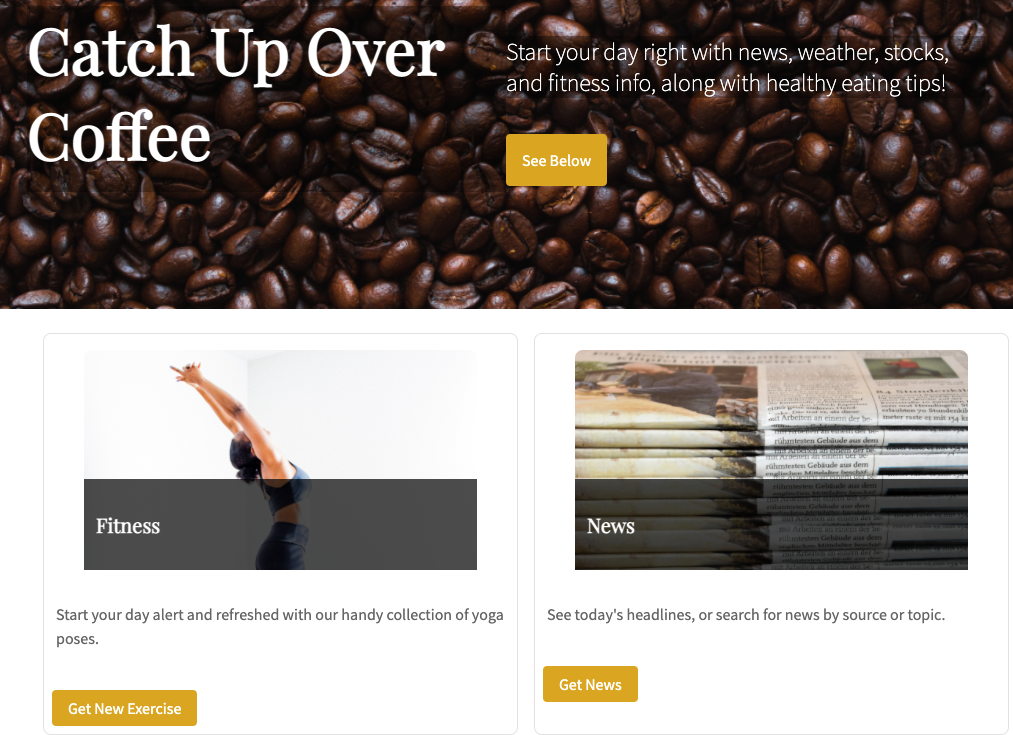 Catch Up Over
Coffee
Start your day right with news, weather, stocks,
and fitness info, along with healthy eating tips!
See Below
Fitness
News
Start your day alert and refreshed with our handy collection of yoga
poses.
Get New Exercise
See today's headlines, or search for news by source or topic.
Get News